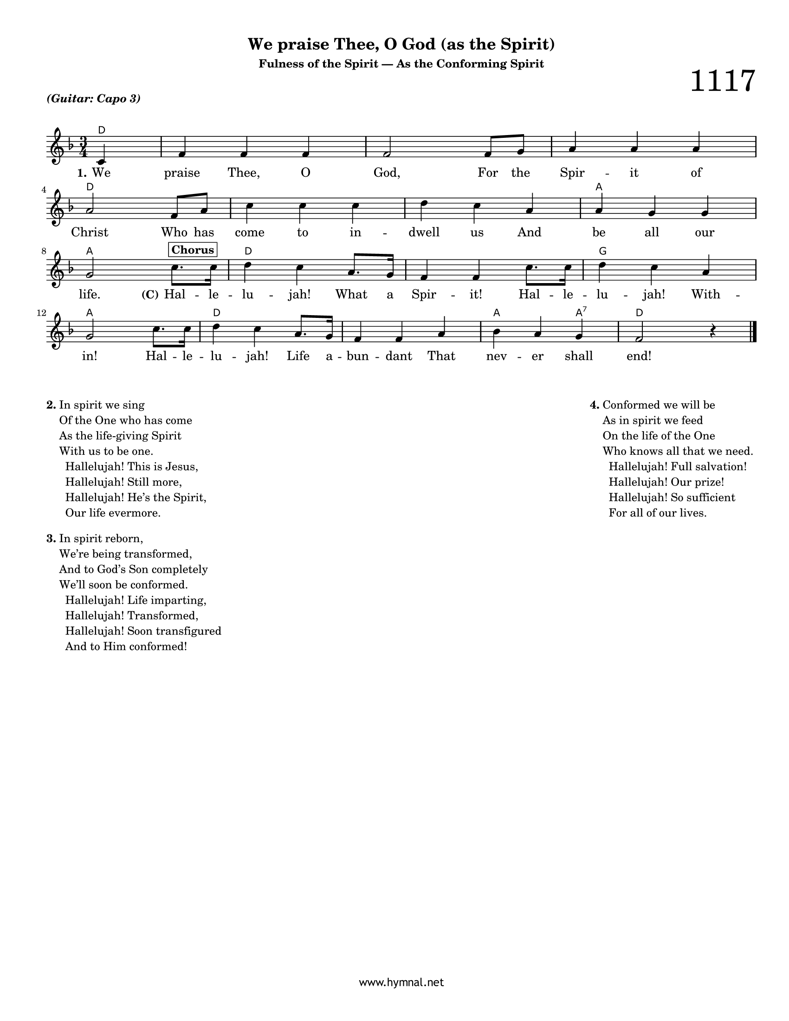 We praise Thee, O God (as the Spirit)
Fulness of the Spirit — As the Conforming Spirit
1117
(Guitar: Capo 3)
D
1. We praise Thee, O God, For the Spir - it of
4 D A
Christ Who has come to in - dwell us And be all our
8 A Chorus D G
life. (C) Hal - le - lu - jah! What a Spir - it! Hal - le - lu - jah! With -
12 A D A A7 D
in! Hal - le - lu - jah! Life a - bun - dant That nev - er shall end!
2. In spirit we sing
Of the One who has come
As the life-giving Spirit
With us to be one.
Hallelujah! This is Jesus,
Hallelujah! Still more,
Hallelujah! He's the Spirit,
Our life evermore.
3. In spirit reborn,
We're being transformed,
And to God's Son completely
We'll soon be conformed.
Hallelujah! Life imparting,
Hallelujah! Transformed,
Hallelujah! Soon transfigured
And to Him conformed!
4. Conformed we will be
As in spirit we feed
On the life of the One
Who knows all that we need.
Hallelujah! Full salvation!
Hallelujah! Our prize!
Hallelujah! So sufficient
For all of our lives.
www.hymnal.net